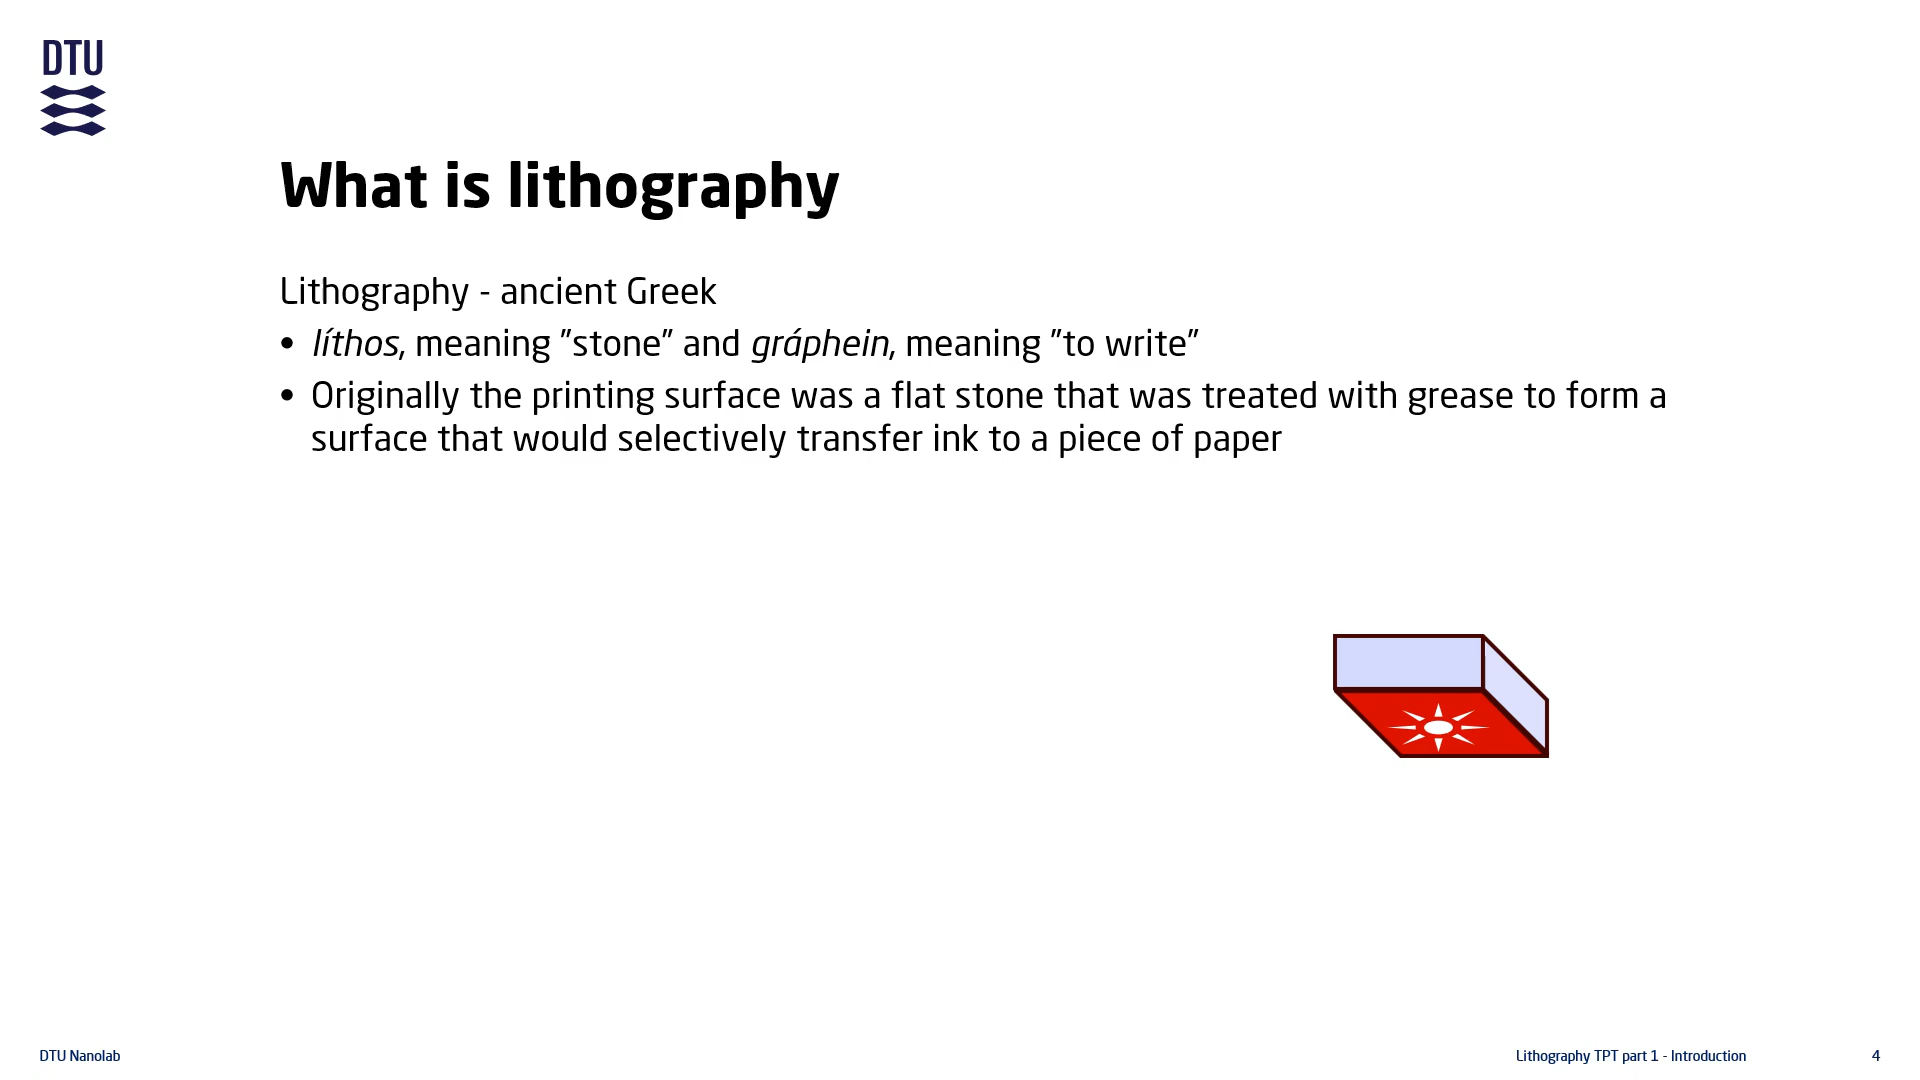 DTU
What is lithography
Lithography - ancient Greek
• líthos, meaning ”stone” and gráphein, meaning ”to write”
• Originally the printing surface was a flat stone that was treated with grease to form a
surface that would selectively transfer ink to a piece of paper
DTU Nanolab
Lithography TPT part 1 - Introduction
4